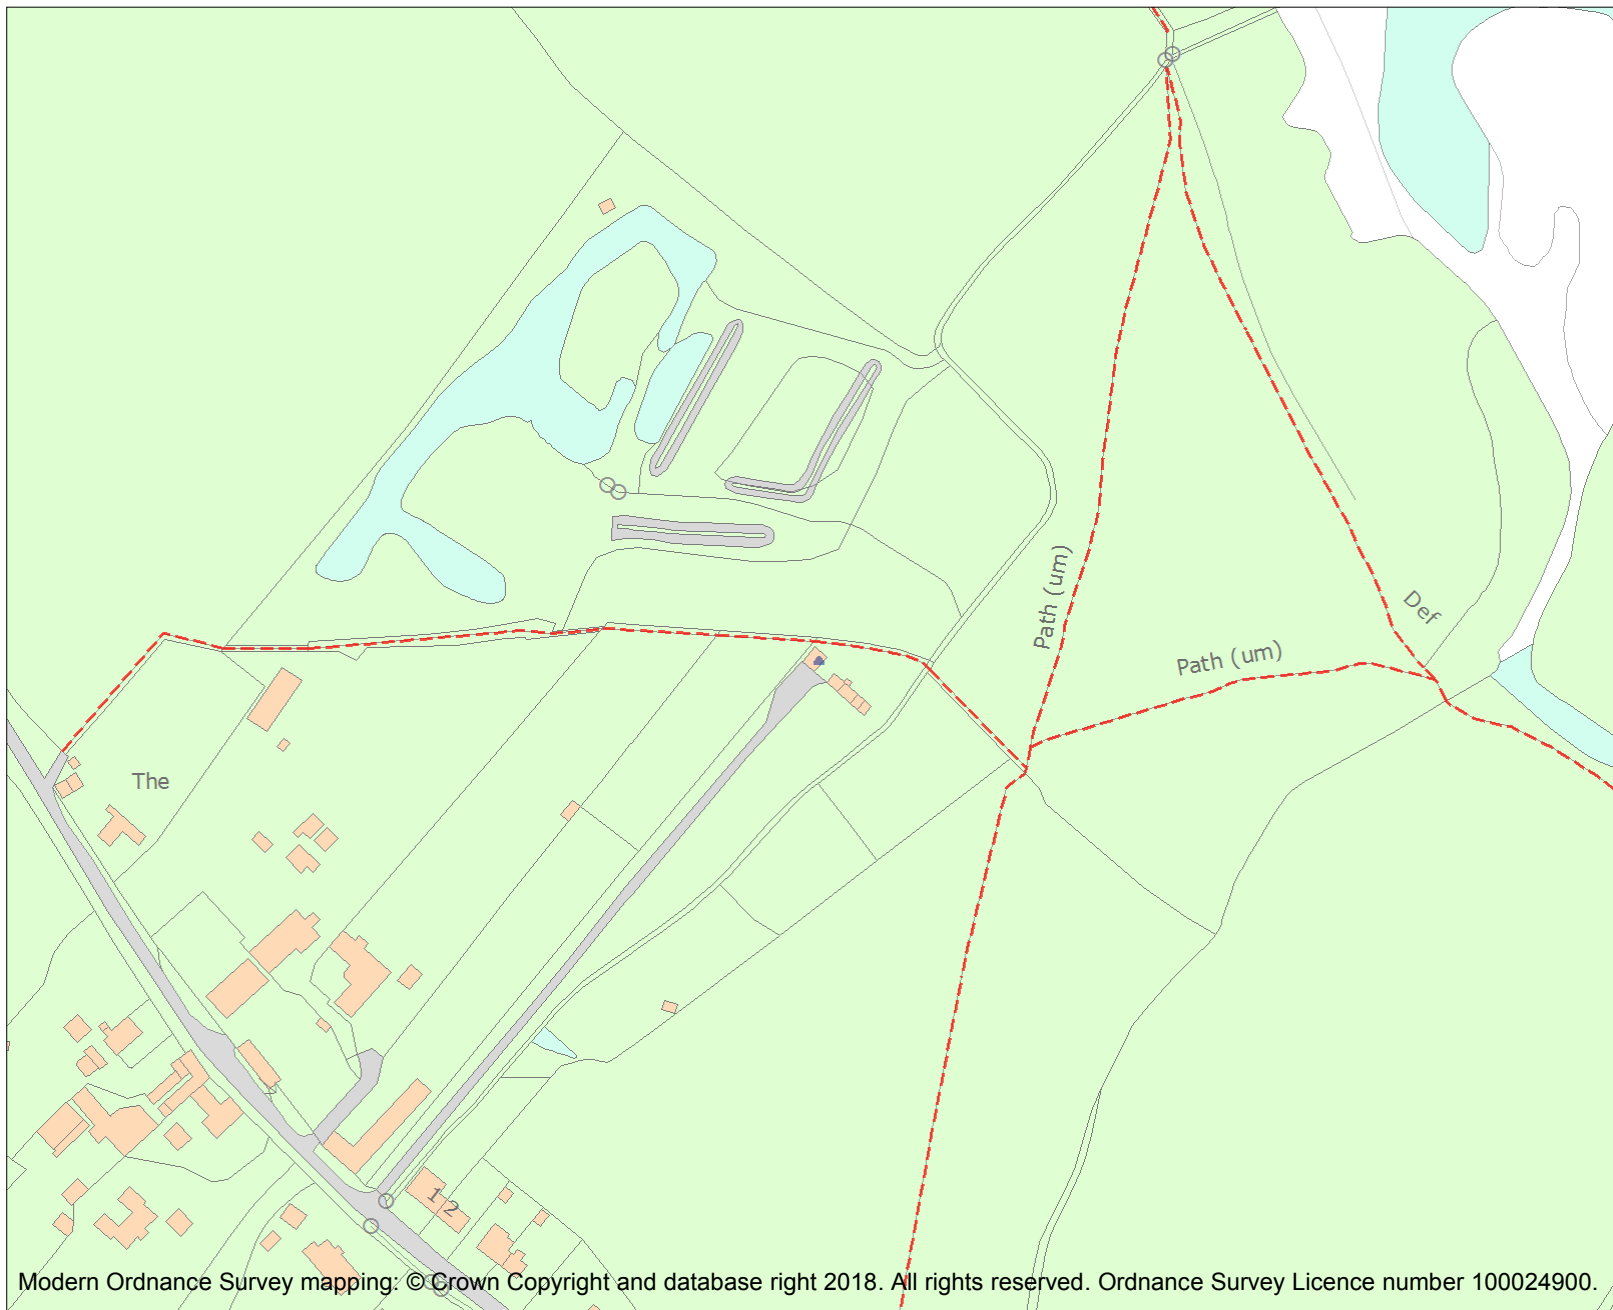 Path (um)
Def
Path (um)
The
1
2
Modern Ordnance Survey mapping: © Crown Copyright and database right 2018. All rights reserved. Ordnance Survey Licence number 100024900.